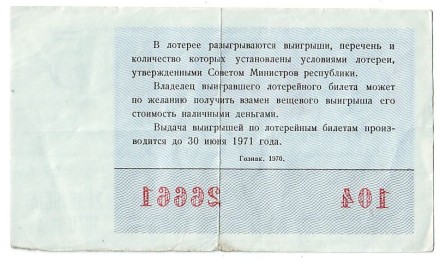 В лотерее разыгрываются выигрыши, перечень и
количество которых установлены условиями лотереи,
утвержденными Советом Министров республики.
Владелец выигравшего лотерейного билета может
по желанию получить взамен вещевого выигрыша его
стоимость наличными деньгами.
Выдача выигрышей по лотерейным билетам произ-
водится до 30 июня 1971 года.
Гознак. 1970.